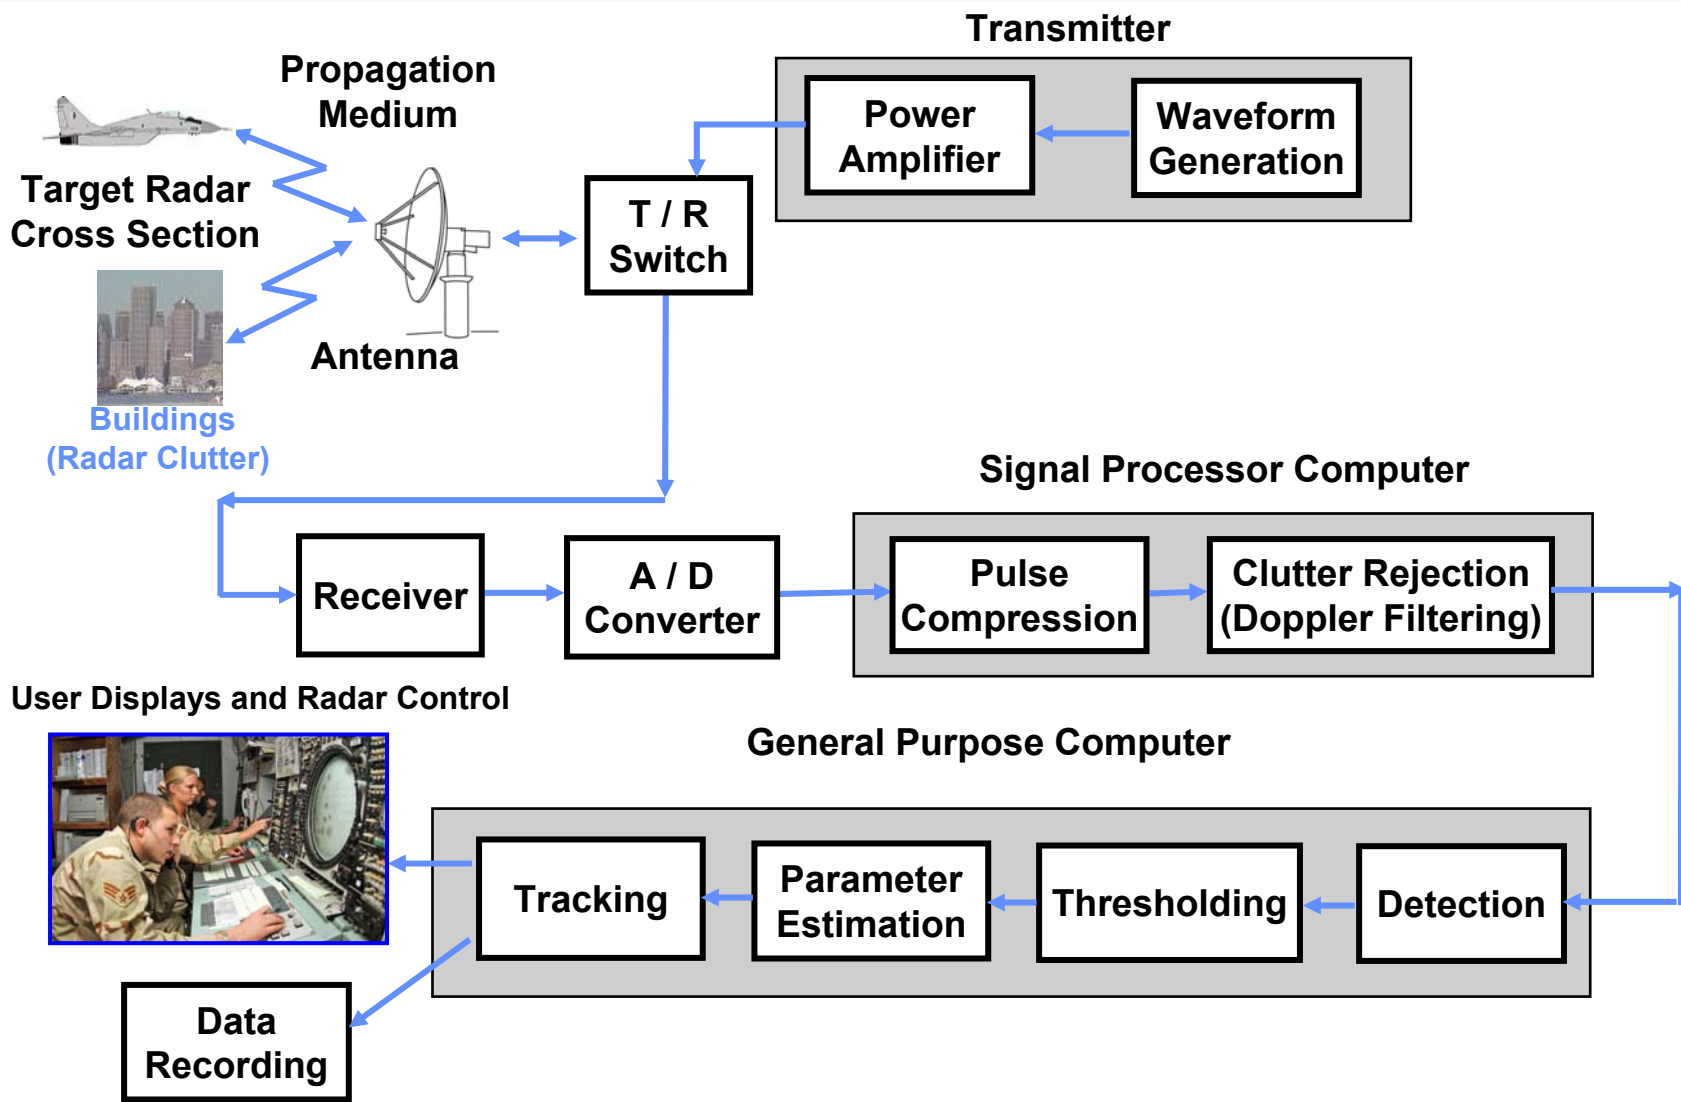 Transmitter
Propagation
Medium
Power
Amplifier
Waveform
Generation
Target Radar
Cross Section
T / R
Switch
Antenna
Buildings
(Radar Clutter)
Signal Processor Computer
Receiver
A / D
Converter
Pulse
Compression
Clutter Rejection
(Doppler Filtering)
User Displays and Radar Control
General Purpose Computer
Tracking
Parameter
Estimation
Thresholding
Detection
Data
Recording